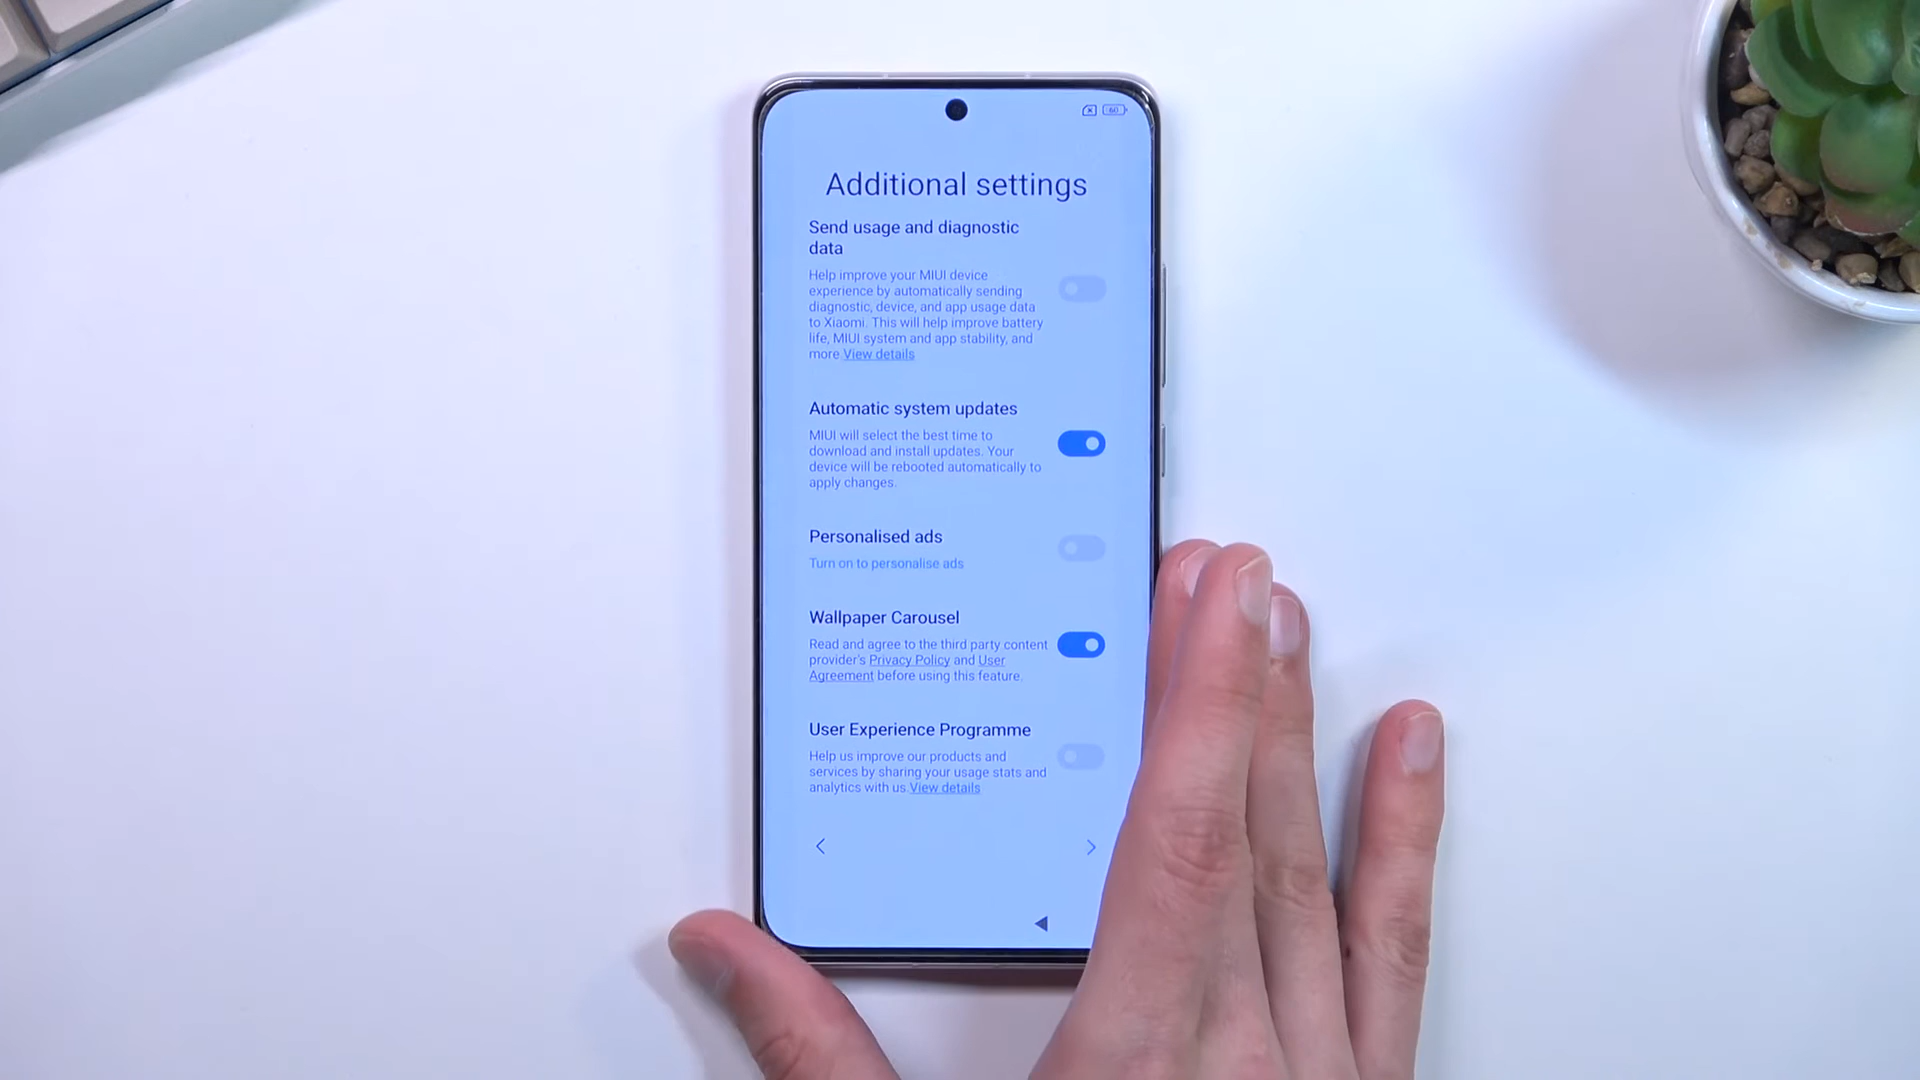 60
Additional settings
Send usage and diagnostic
data
Help improve your MIUI device
experience by automatically sending
diagnostic, device, and app usage data
to Xiaomi. This will help improve battery
life, MIUI system and app stability, and
more View details
Automatic system updates
MIUI will select the best time to
download and install updates. Your
device will be rebooted automatically to
apply changes.
Personalised ads
Turn on to personalise ads
Wallpaper Carousel
Read and agree to the third party content
provider's Privacy Policy and User
Agreement before using this feature.
User Experience Programme
Help us improve our products and
services by sharing your usage stats and
analytics with us View details